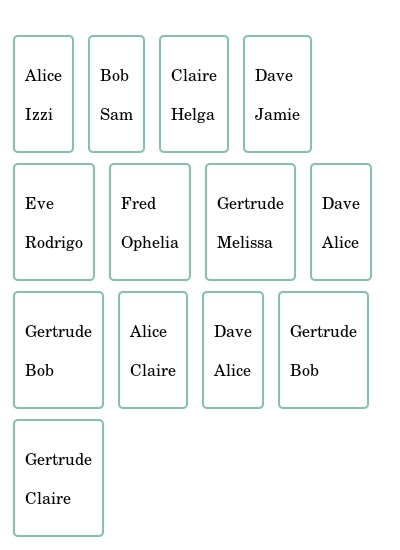 Alice
Izzi
Bob
Sam
Claire
Helga
Dave
Jamie
Eve
Rodrigo
Fred
Ophelia
Gertrude
Melissa
Dave
Alice
Gertrude
Bob
Alice
Claire
Dave
Alice
Gertrude
Bob
Gertrude
Claire